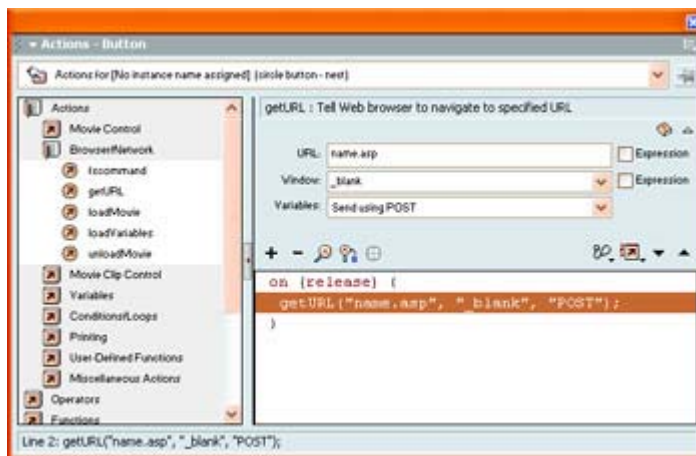 Actions - Button
Actions for [No instance name assigned] (circle button - next)
Actions
Movie Control
Browser/Network
fscommand
getURL
loadMovie
loadVariables
unloadMovie
Movie Clip Control
Variables
Conditions/Loops
Printing
User-Defined Functions
Miscellaneous Actions
Operators
Functions
getURL : Tell Web browser to navigate to specified URL
URL: name.asp Expression
Window: _blank Expression
Variables: Send using POST
on (release) {
getURL("name.asp", "_blank", "POST");
}
Line 2: getURL("name.asp", "_blank", "POST");